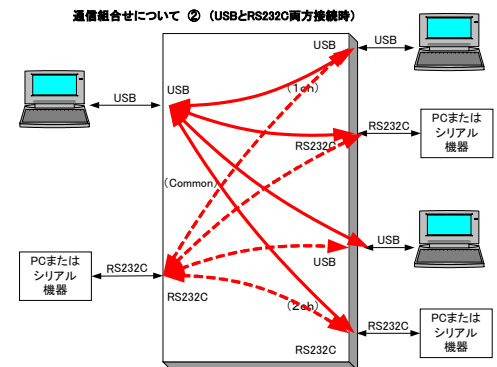 通信組合せについて ② （USBとRS232C両方接続時）
USB
USB
USB
(1ch)
USB
RS232C
RS232C
PCまたは
シリアル
機器
(Common)
PCまたは
シリアル
機器
RS232C
RS232C
USB
USB
(2ch)
RS232C
RS232C
PCまたは
シリアル
機器